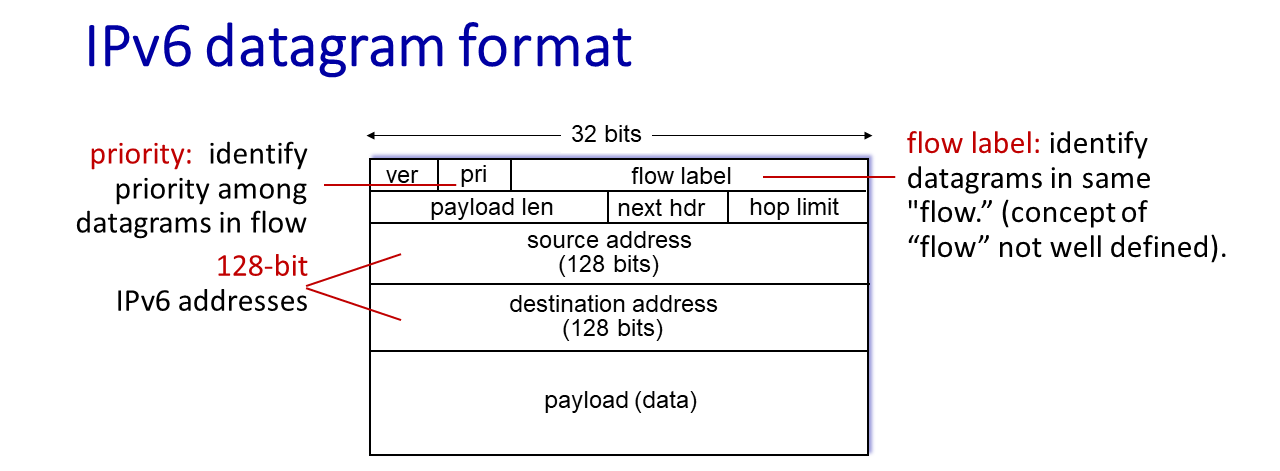 IPv6 datagram format
32 bits
priority: identify
priority among
datagrams in flow
128-bit
IPv6 addresses
ver pri flow label
payload len next hdr hop limit
source address
(128 bits)
destination address
(128 bits)
payload (data)
flow label: identify
datagrams in same
"flow.” (concept of
“flow” not well defined).